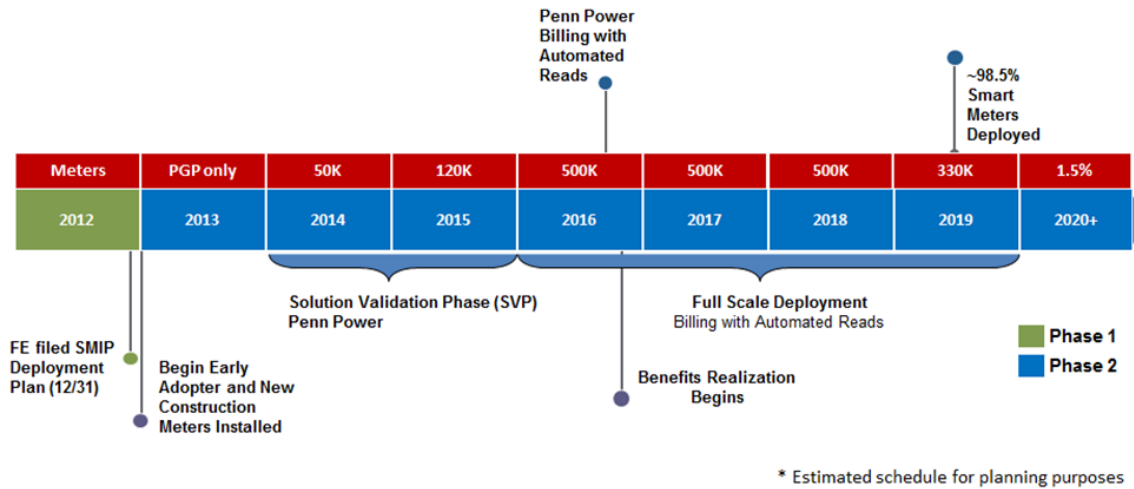 Penn Power
Billing with
Automated
Reads
~98.5%
Smart
Meters
Deployed
Meters PGP only 50K 120K 500K 500K 500K 330K 1.5%
2012 2013 2014 2015 2016 2017 2018 2019 2020+
Solution Validation Phase (SVP)
Penn Power
Full Scale Deployment
Billing with Automated Reads
FE filed SMIP
Deployment
Plan (12/31)
Begin Early
Adopter and New
Construction
Meters Installed
Benefits Realization
Begins
Phase 1
Phase 2
* Estimated schedule for planning purposes